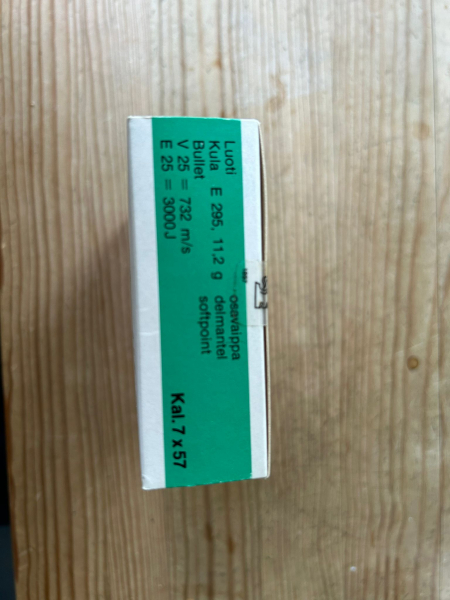 Luoti osavaippa
Kula E 295, 11,2 g delmantel
Bullet softpoint
V 25 = 732 m/s
E 25 = 3000 J
Kal. 7 x 57